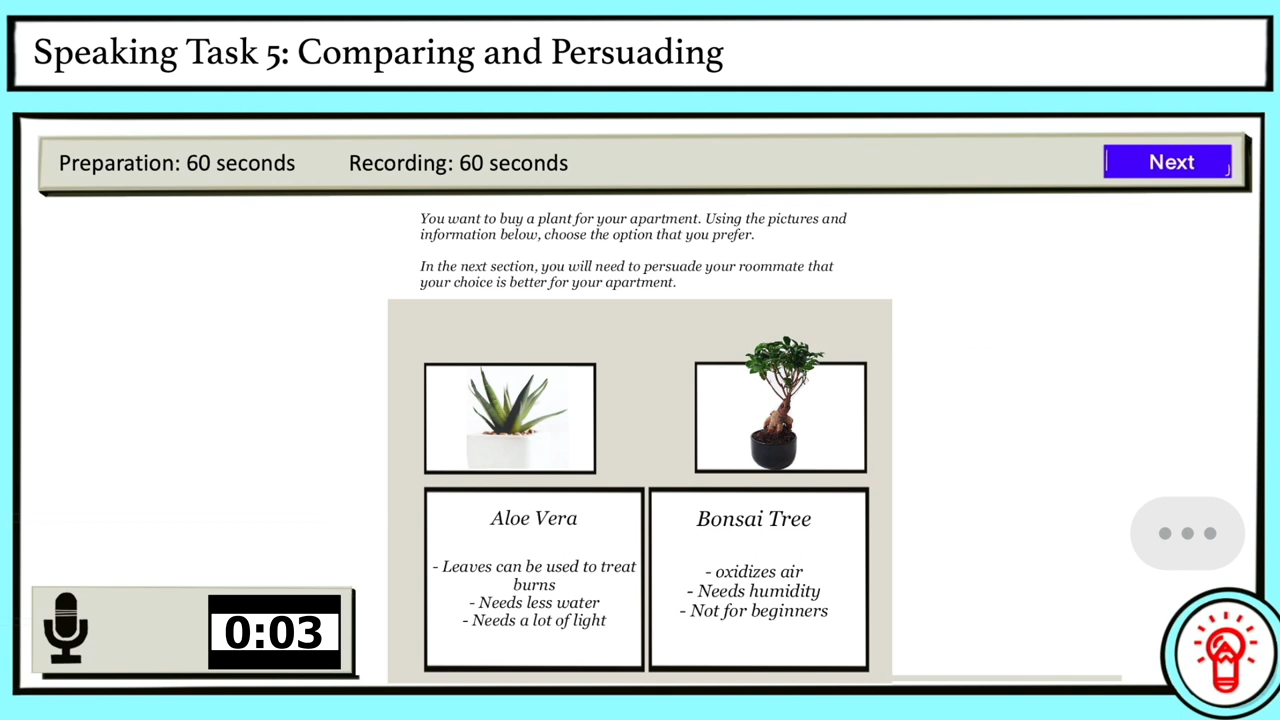 Speaking Task 5: Comparing and Persuading
Preparation: 60 seconds
Recording: 60 seconds
Next
You want to buy a plant for your apartment. Using the pictures and
information below, choose the option that you prefer.
In the next section, you will need to persuade your roommate that
your choice is better for your apartment.
Aloe Vera
- Leaves can be used to treat
burns
- Needs less water
- Needs a lot of light
Bonsai Tree
- oxidizes air
- Needs humidity
- Not for beginners
0:03